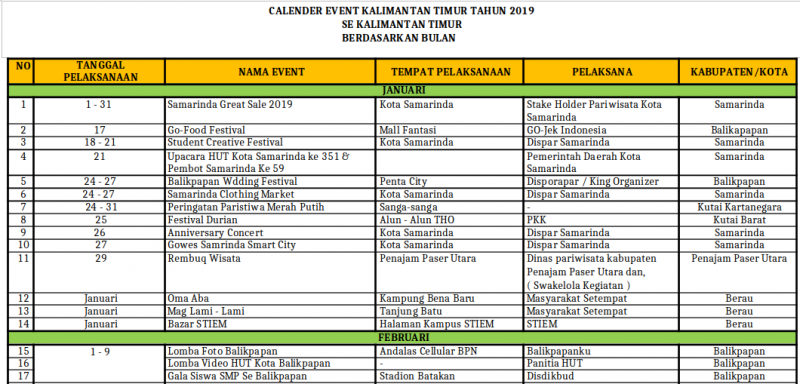 CALENDER EVENT KALIMANTAN TIMUR TAHUN 2019
SE KALIMANTAN TIMUR
BERDASARKAN BULAN
NO TANGGAL PELAKSANAAN NAMA EVENT TEMPAT PELAKSANAAN PELAKSANA KABUPATEN/KOTA
JANUARI
1 1 - 31 Samarinda Great Sale 2019 Kota Samarinda Stake Holder Pariwisata Kota Samarinda Samarinda
2 17 Go-Food Festival Mall Fantasi GO-Jek Indonesia Balikapapan
3 18 - 21 Student Creative Festival Kota Samarinda Dispar Samarinda Samarinda
4 21 Upacara HUT Kota Samarinda ke 351 & Pembot Samarinda Ke 59 Pemerintah Daerah Kota Samarinda Samarinda
5 24 - 27 Balikpapan Wdding Festival Penta City Disporapar / King Organizer Balikpapan
6 24 - 27 Samarinda Clothing Market Kota Samarinda Dispar Samarinda Samarinda
7 24 - 31 Peringatan Paristiwa Merah Putih Sanga-sanga - Kutai Kartanegara
8 25 Festival Durian Alun - Alun THO PKK Kutai Barat
9 26 Anniversary Concert Kota Samarinda Dispar Samarinda Samarinda
10 27 Gowes Samrinda Smart City Kota Samarinda Dispar Samarinda Samarinda
11 29 Rembuq Wisata Penajam Paser Utara Dinas pariwisata kabupaten Penajam Paser Utara dan, ( Swakelola Kegiatan ) Penajam Paser Utara
12 Januari Oma Aba Kampung Bena Baru Masyarakat Setempat Berau
13 Januari Mag Lami - Lami Tanjung Batu Masyarakat Setempat Berau
14 Januari Bazar STIEM Halaman Kampus STIEM STIEM Berau
FEBRUARI
15 1 - 9 Lomba Foto Balikpapan Andalas Cellular BPN Balikpapanku Balikpapan
16 Lomba Video HUT Kota Balikpapan - Panitia HUT Balikpapan
17 Gala Siswa SMP Se Balikpapan Stadion Batakan Disdikbud Balikpapan